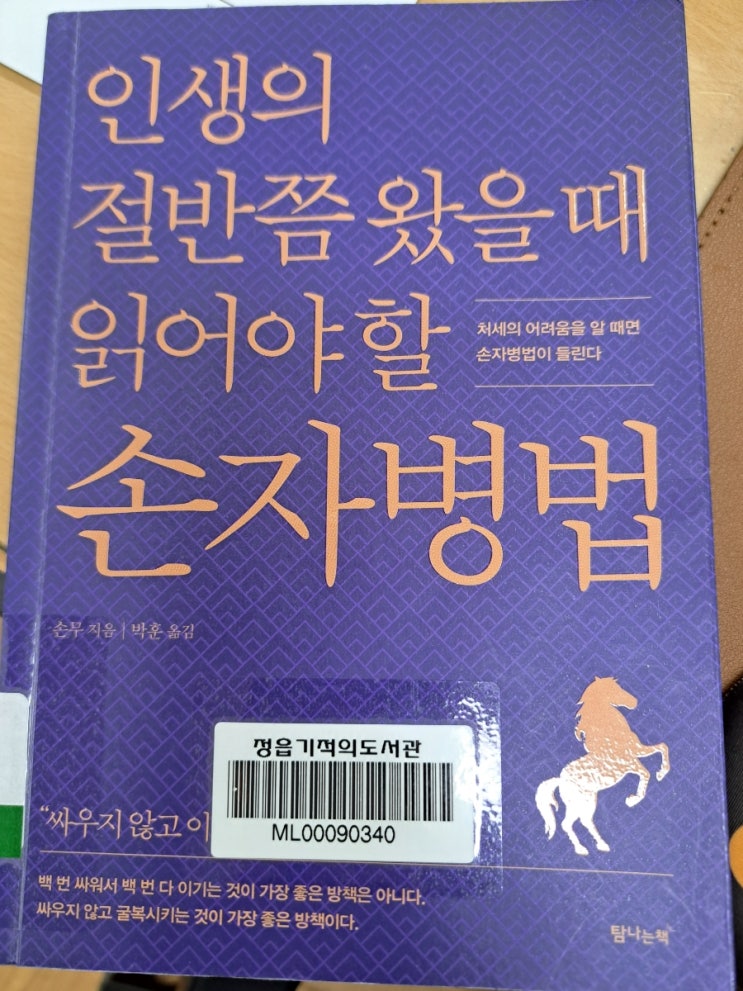 인생의
절반쯤 왔을 때
읽어야 할
처세의 어려움을 알 때면
손자병법이 들린다
손자병법
손무 지음 | 박훈 옮김
정읍기적의도서관
ML00090340
“싸우지 않고 이
백 번 싸워서 백 번 다 이기는 것이 가장 좋은 방책은 아니다.
싸우지 않고 굴복시키는 것이 가장 좋은 방책이다.
탐나는책